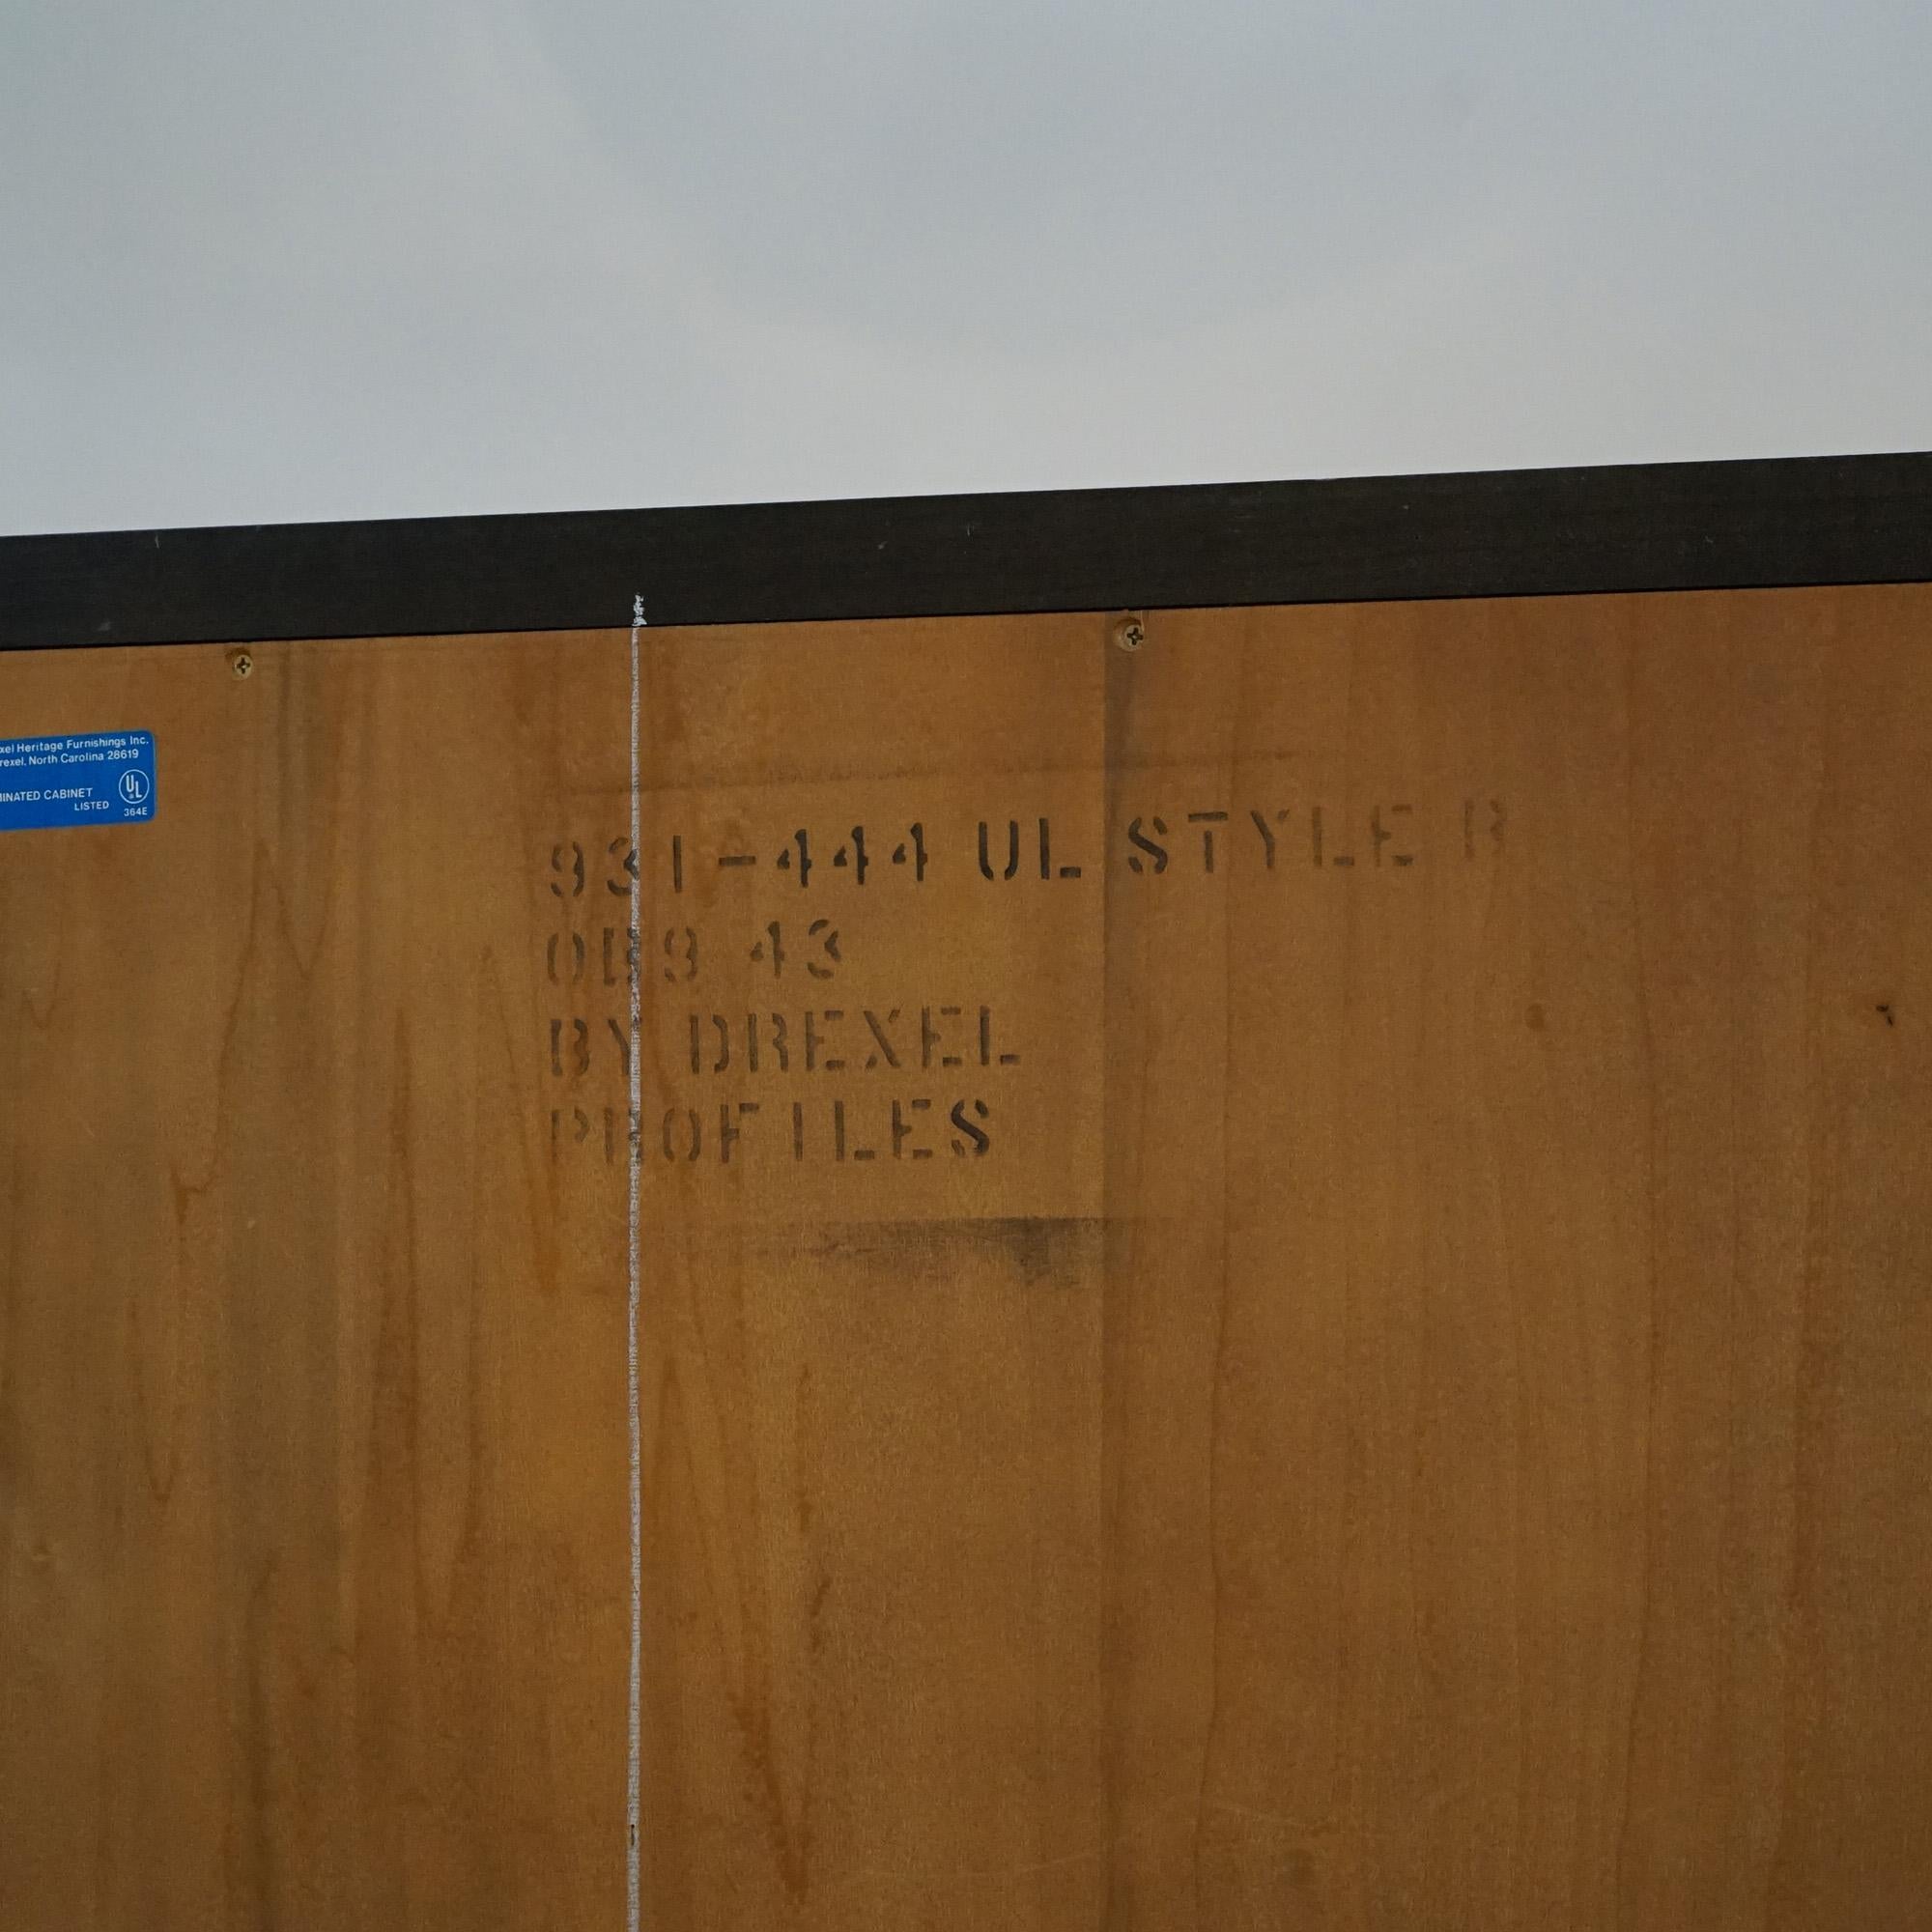 xel Heritage Furnishings Inc.
rexel, North Carolina 28619
INATED CABINET
LISTED
UL
364E
931-444 UL STYLE B
43
BY DREXEL
PROFILES